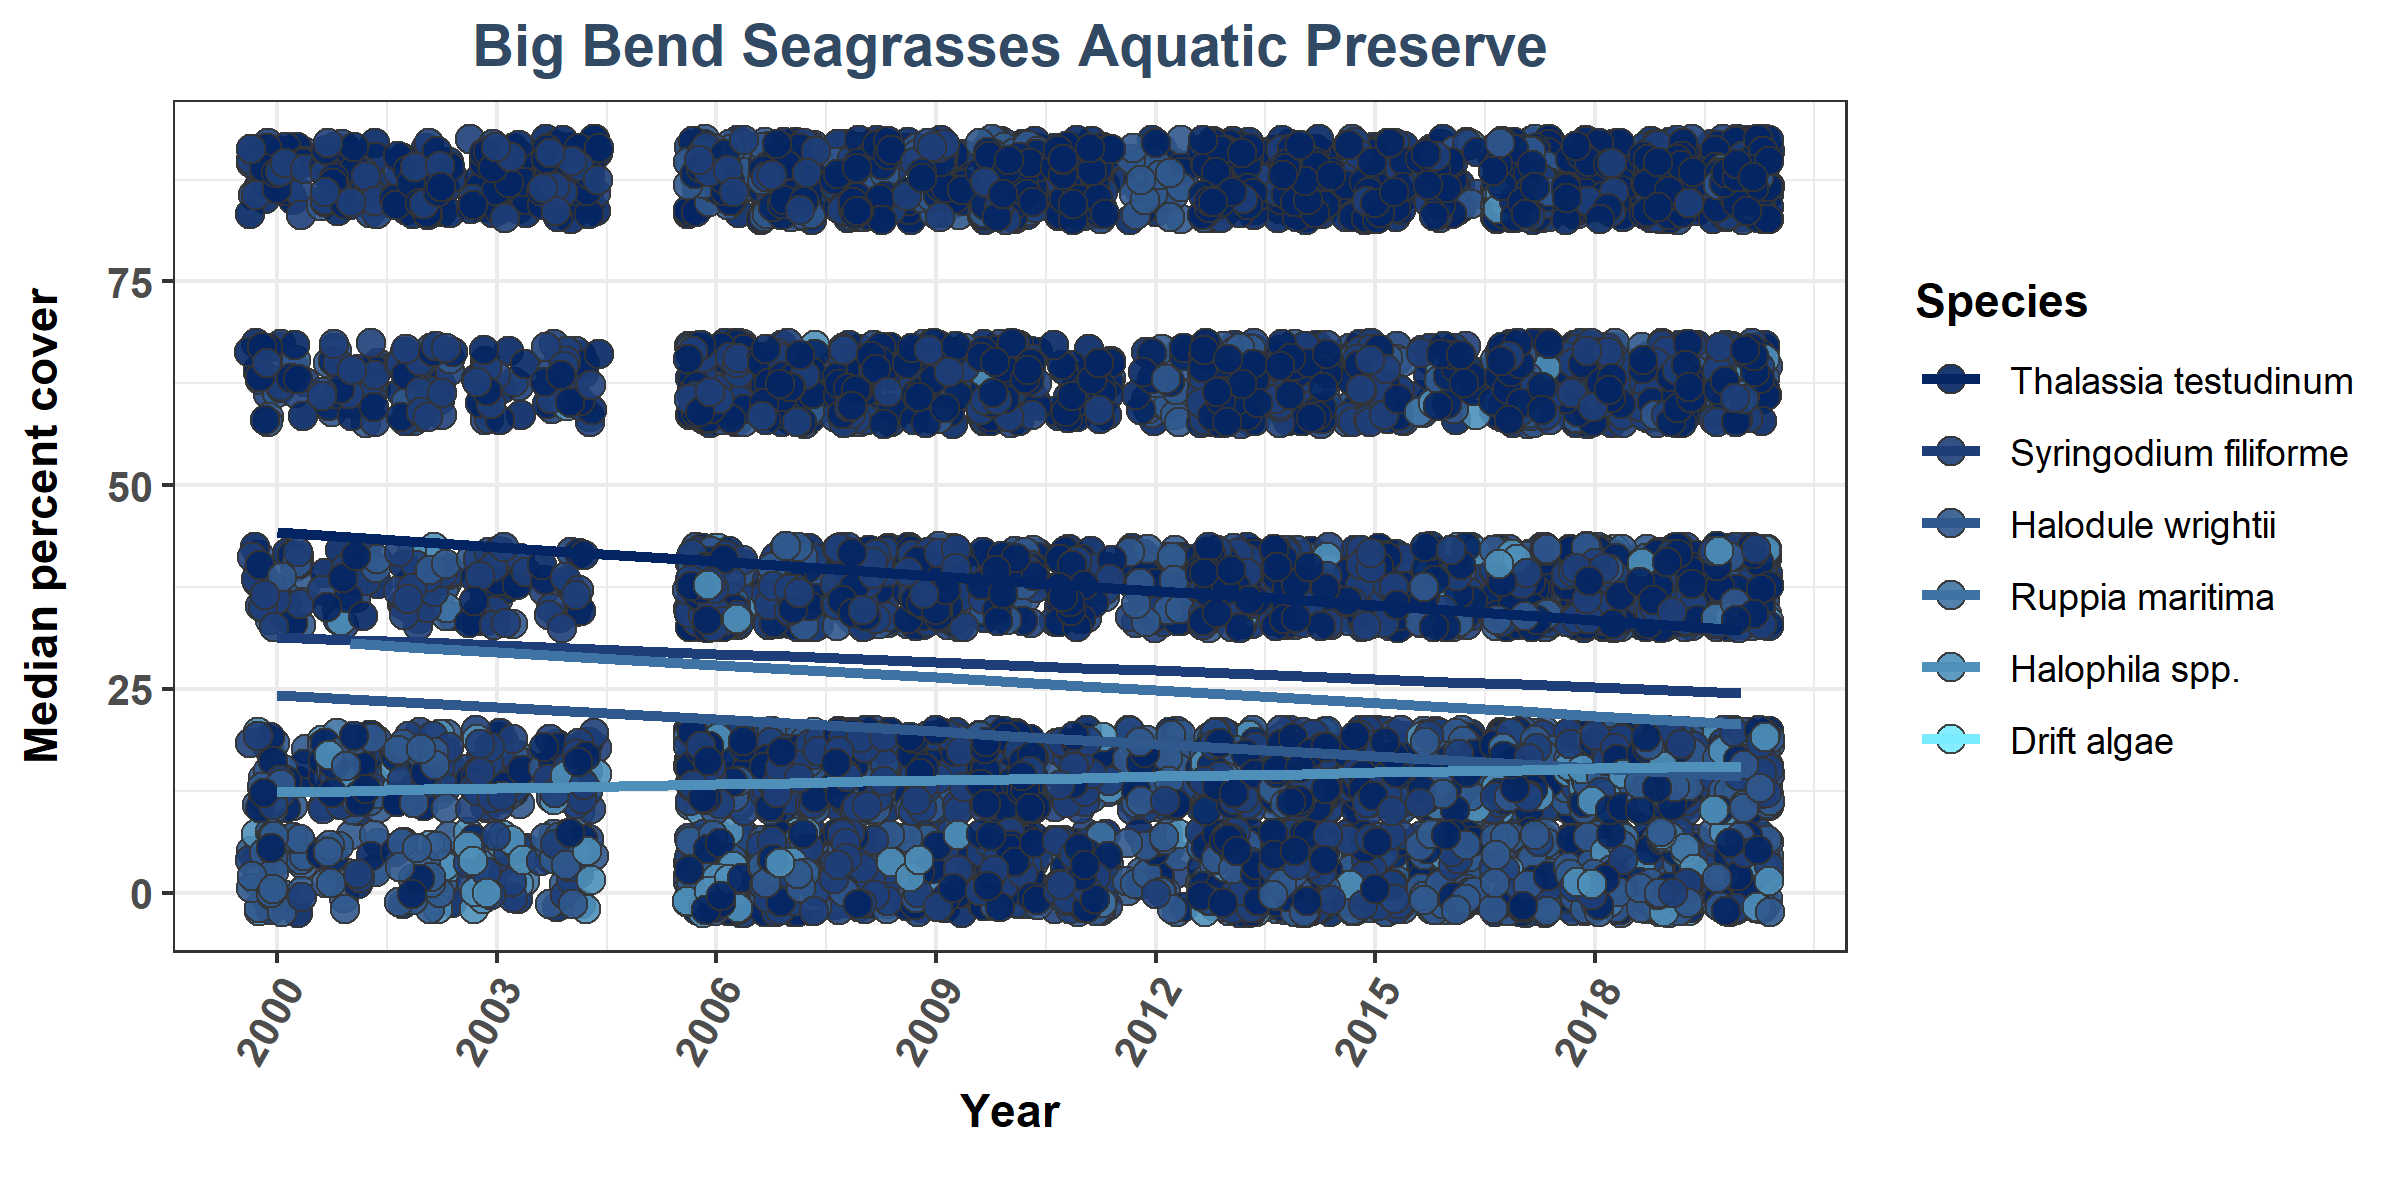 Big Bend Seagrasses Aquatic Preserve
Median percent cover
75
50
25
0
2000
2003
2006
2009
2012
2015
2018
Year
Species
Thalassia testudinum
Syringodium filiforme
Halodule wrightii
Ruppia maritima
Halophila spp.
Drift algae